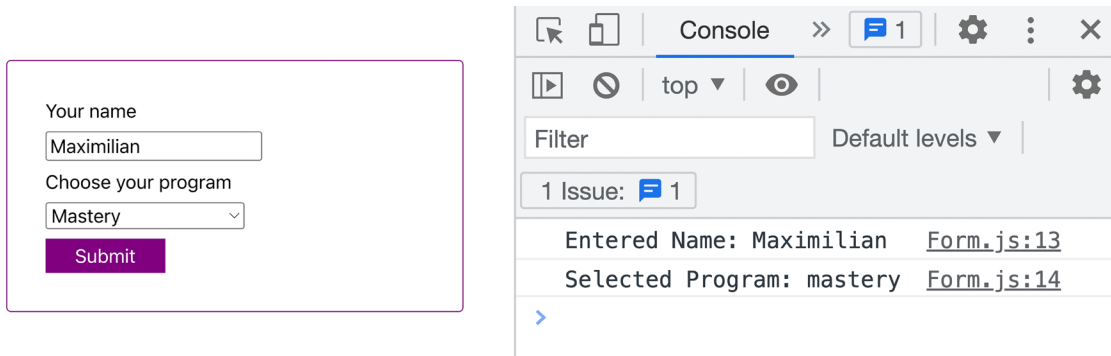 Your name
Maximilian
Choose your program
Mastery
Submit
Console
1
top
Filter
Default levels
1 Issue: 1
Entered Name: Maximilian Form.js:13
Selected Program: mastery Form.js:14